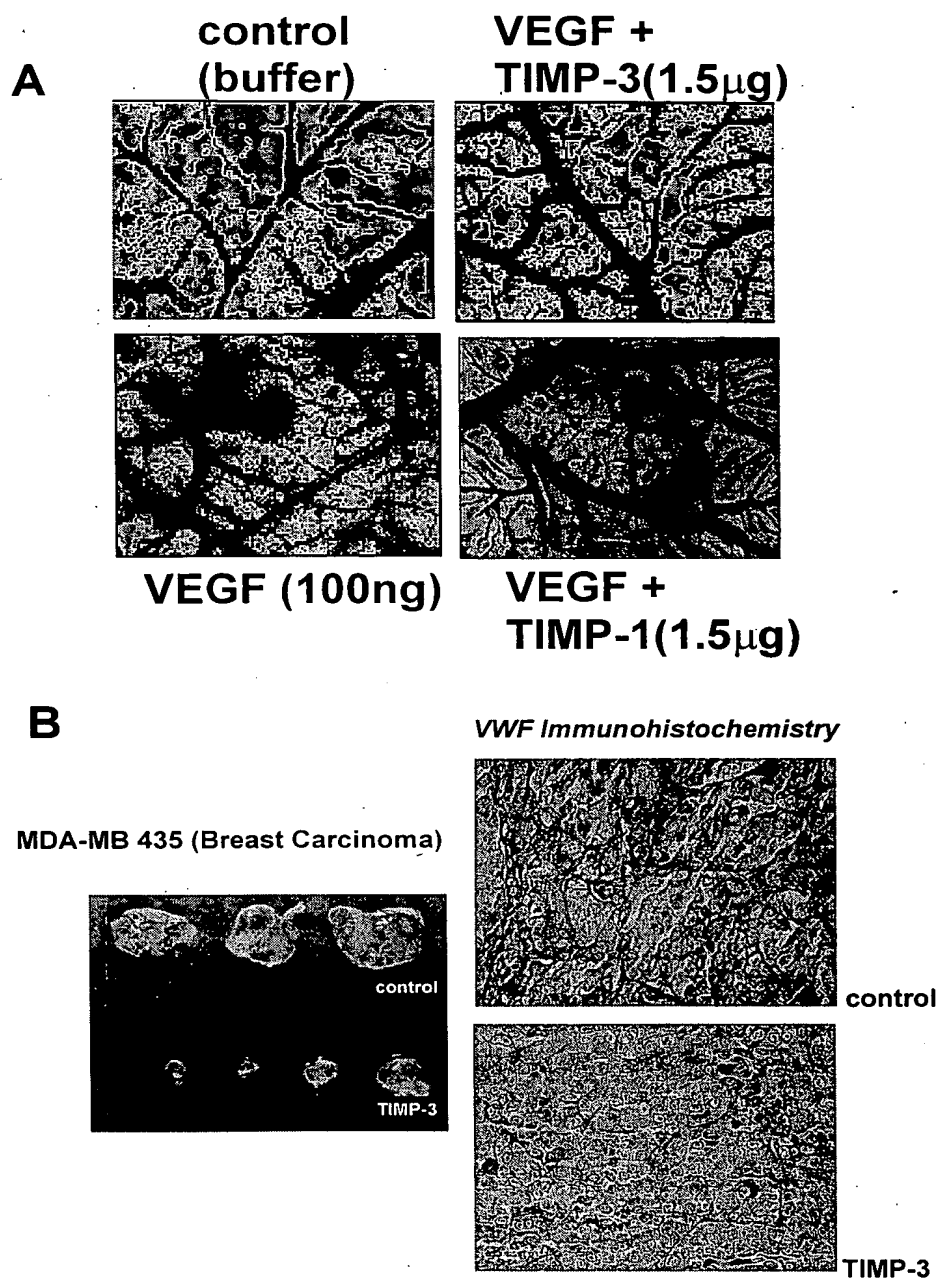 A
control
(buffer)
VEGF +
TIMP-3(1.5μg)
VEGF (100ng)
VEGF +
TIMP-1(1.5μg)
B
VWF Immunohistochemistry
MDA-MB 435 (Breast Carcinoma)
control
TIMP-3
control
TIMP-3